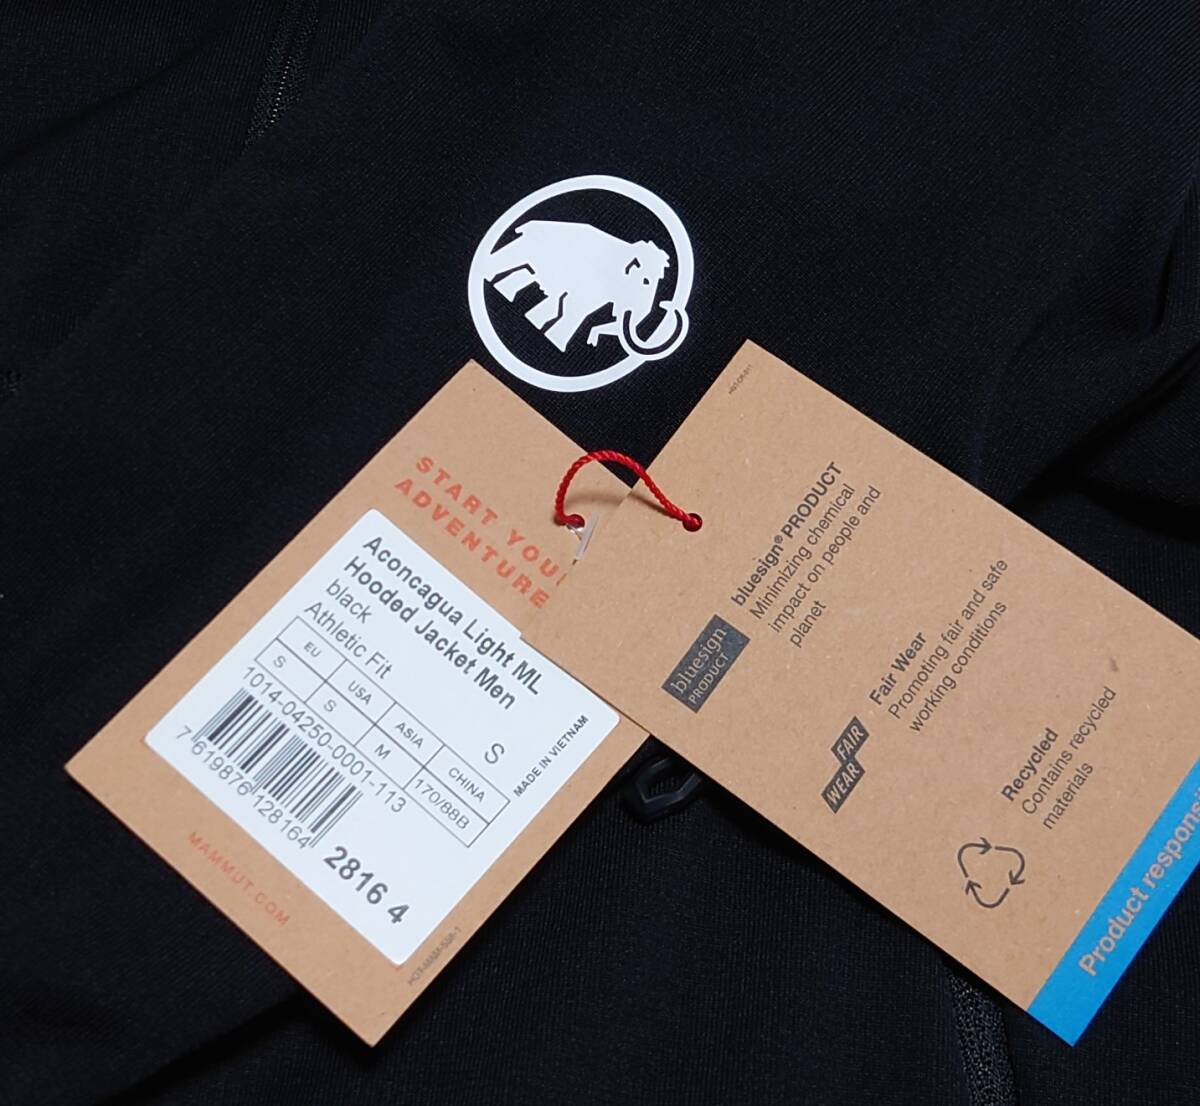 START YOUR
ADVENTURE
Aconcagua Light ML
Hooded Jacket Men
black
Athletic Fit
S
EU
USA
ASIA
CHINA
S
S
M
170/88B
1014-04250-0001-113
MADE IN VIETNAM
7 619876 128164
2816 4
MAMMUT.COM
bluesign® PRODUCT
Minimizing chemical
impact on people and
planet
bluesign
PRODUCT
Fair Wear
Promoting fair and safe
working conditions
FAIR
WEAR
Recycled
Contains recycled
materials
Product responsi